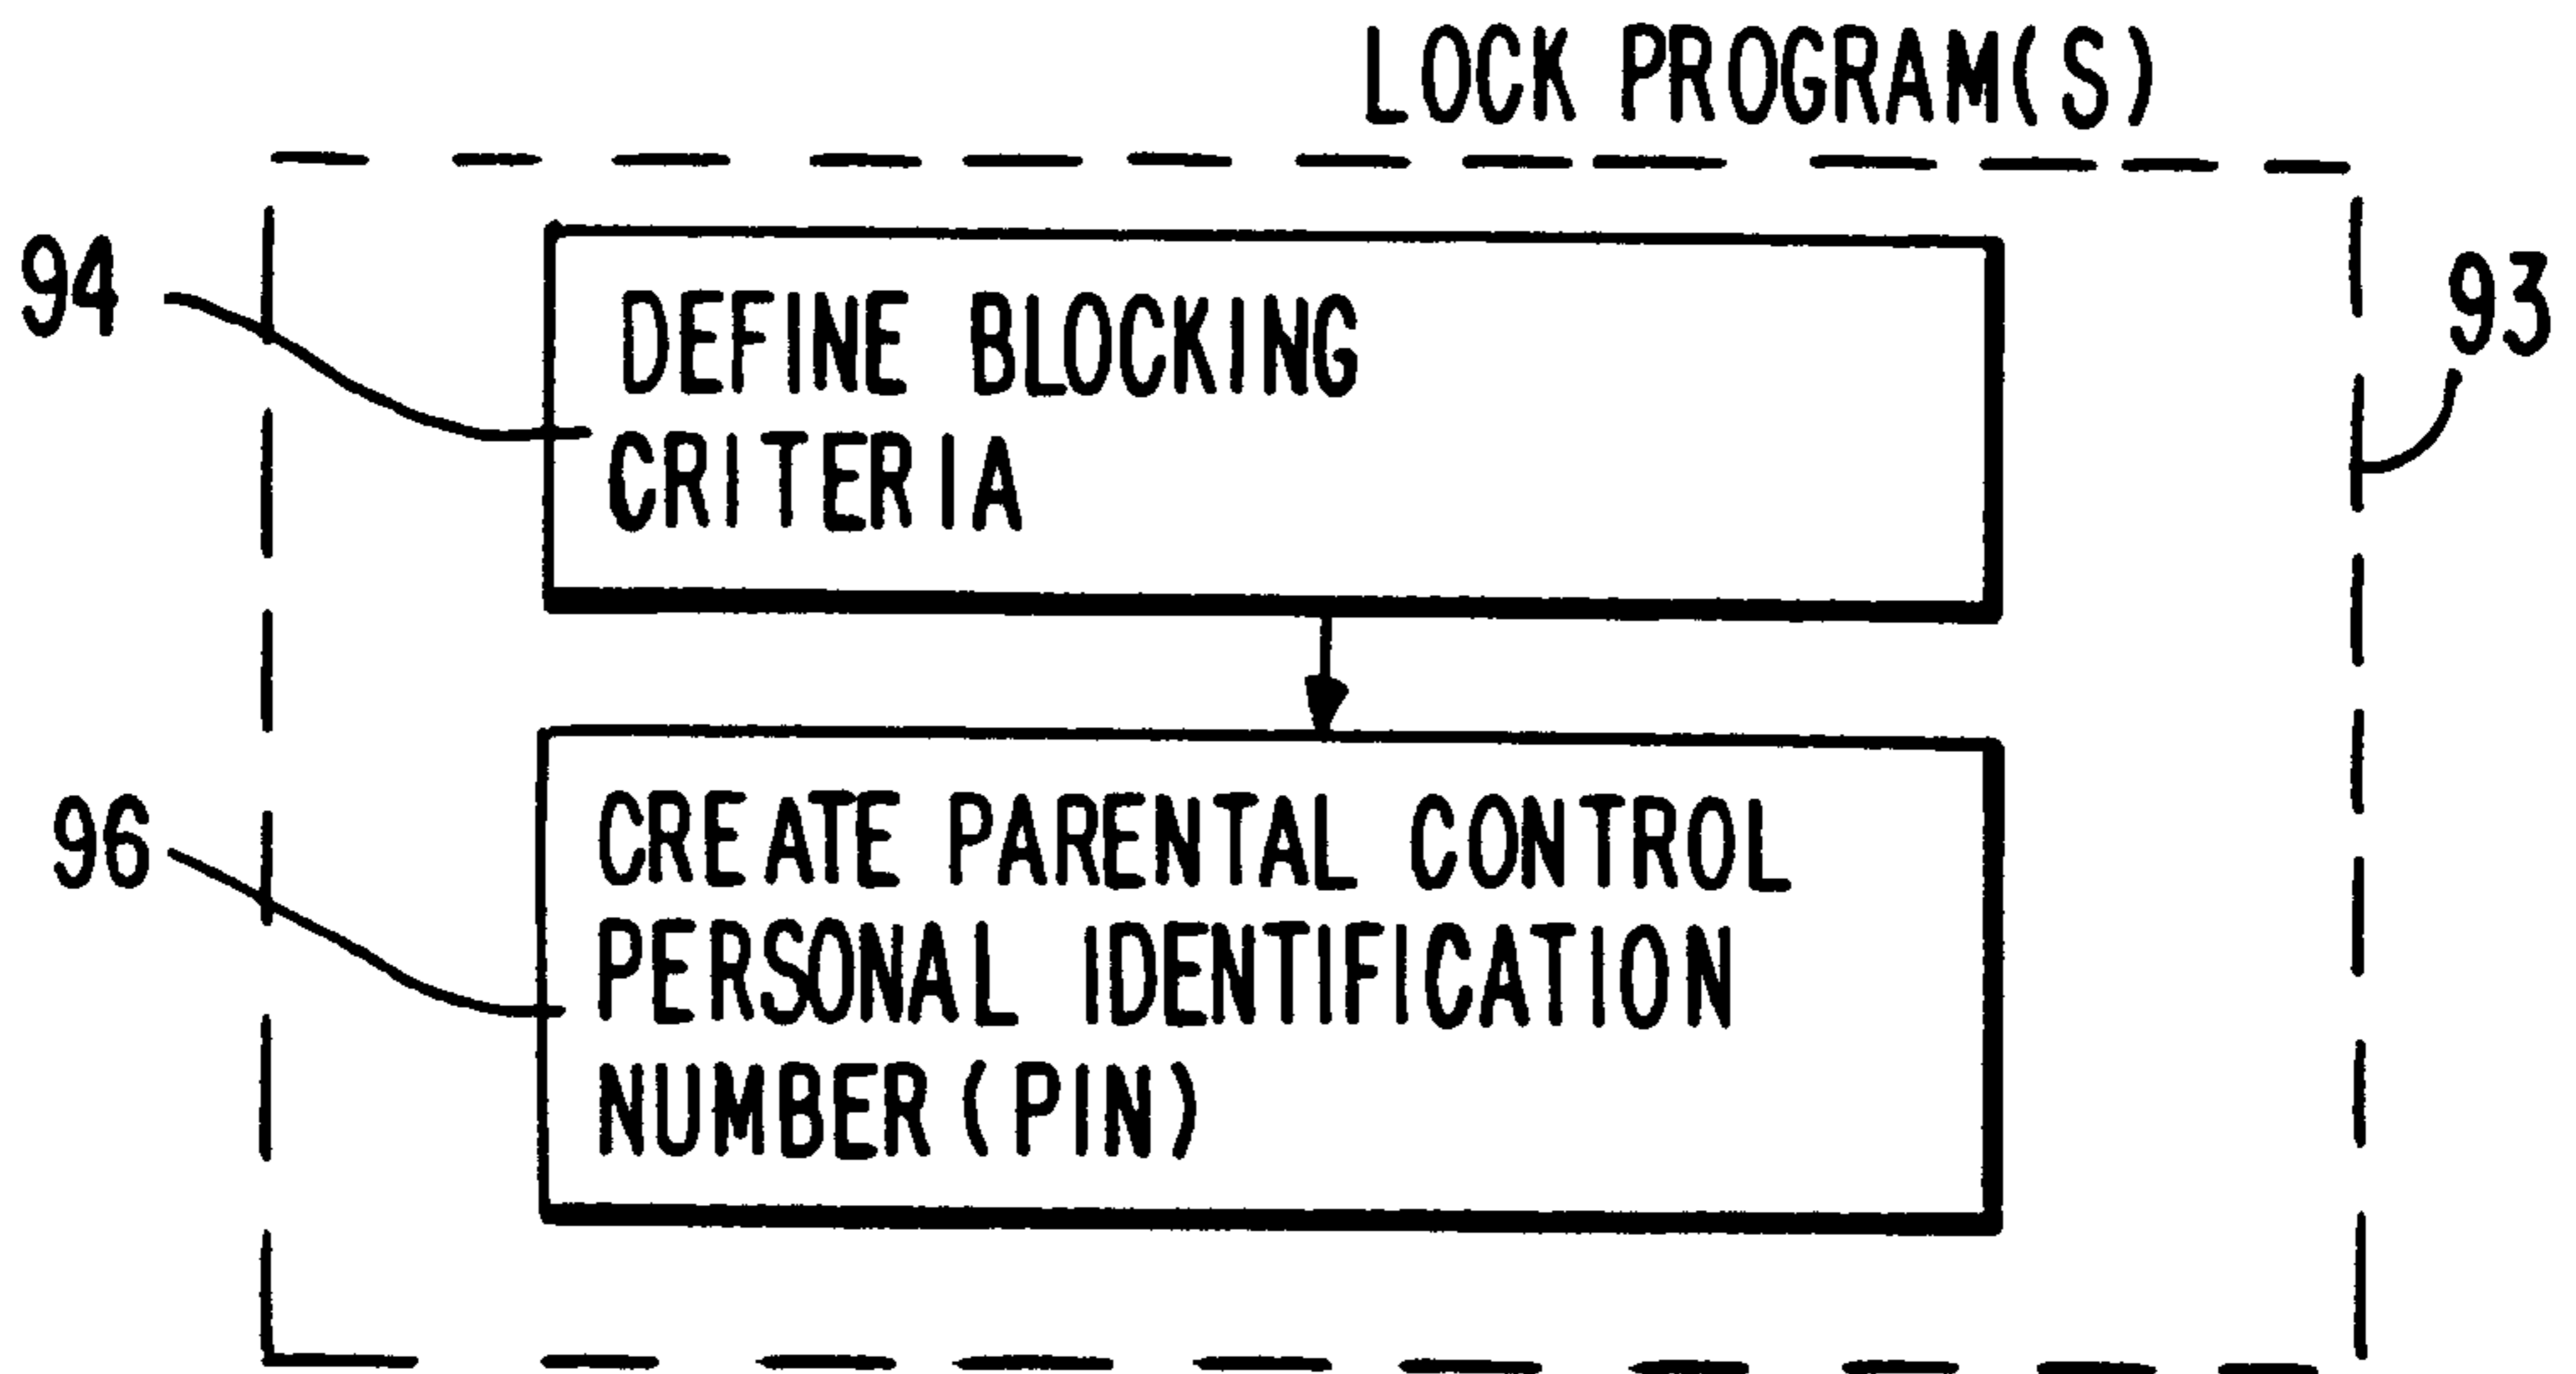 LOCK PROGRAM(S)
94
93
DEFINE BLOCKING
CRITERIA
96
CREATE PARENTAL CONTROL
PERSONAL IDENTIFICATION
NUMBER (PIN)